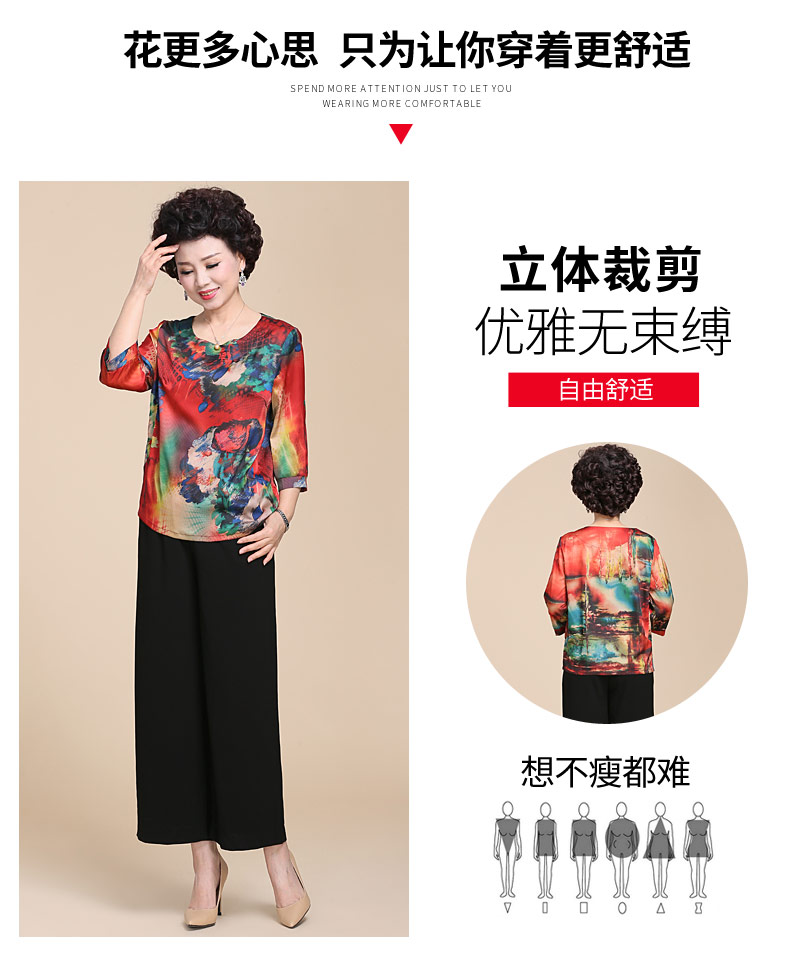 花更多心思 只为让你穿着更舒适
SPEND MORE ATTENTION JUST TO LET YOU
WEARING MORE COMFORTABLE
立体裁剪
优雅无束缚
自由舒适
想不瘦都难